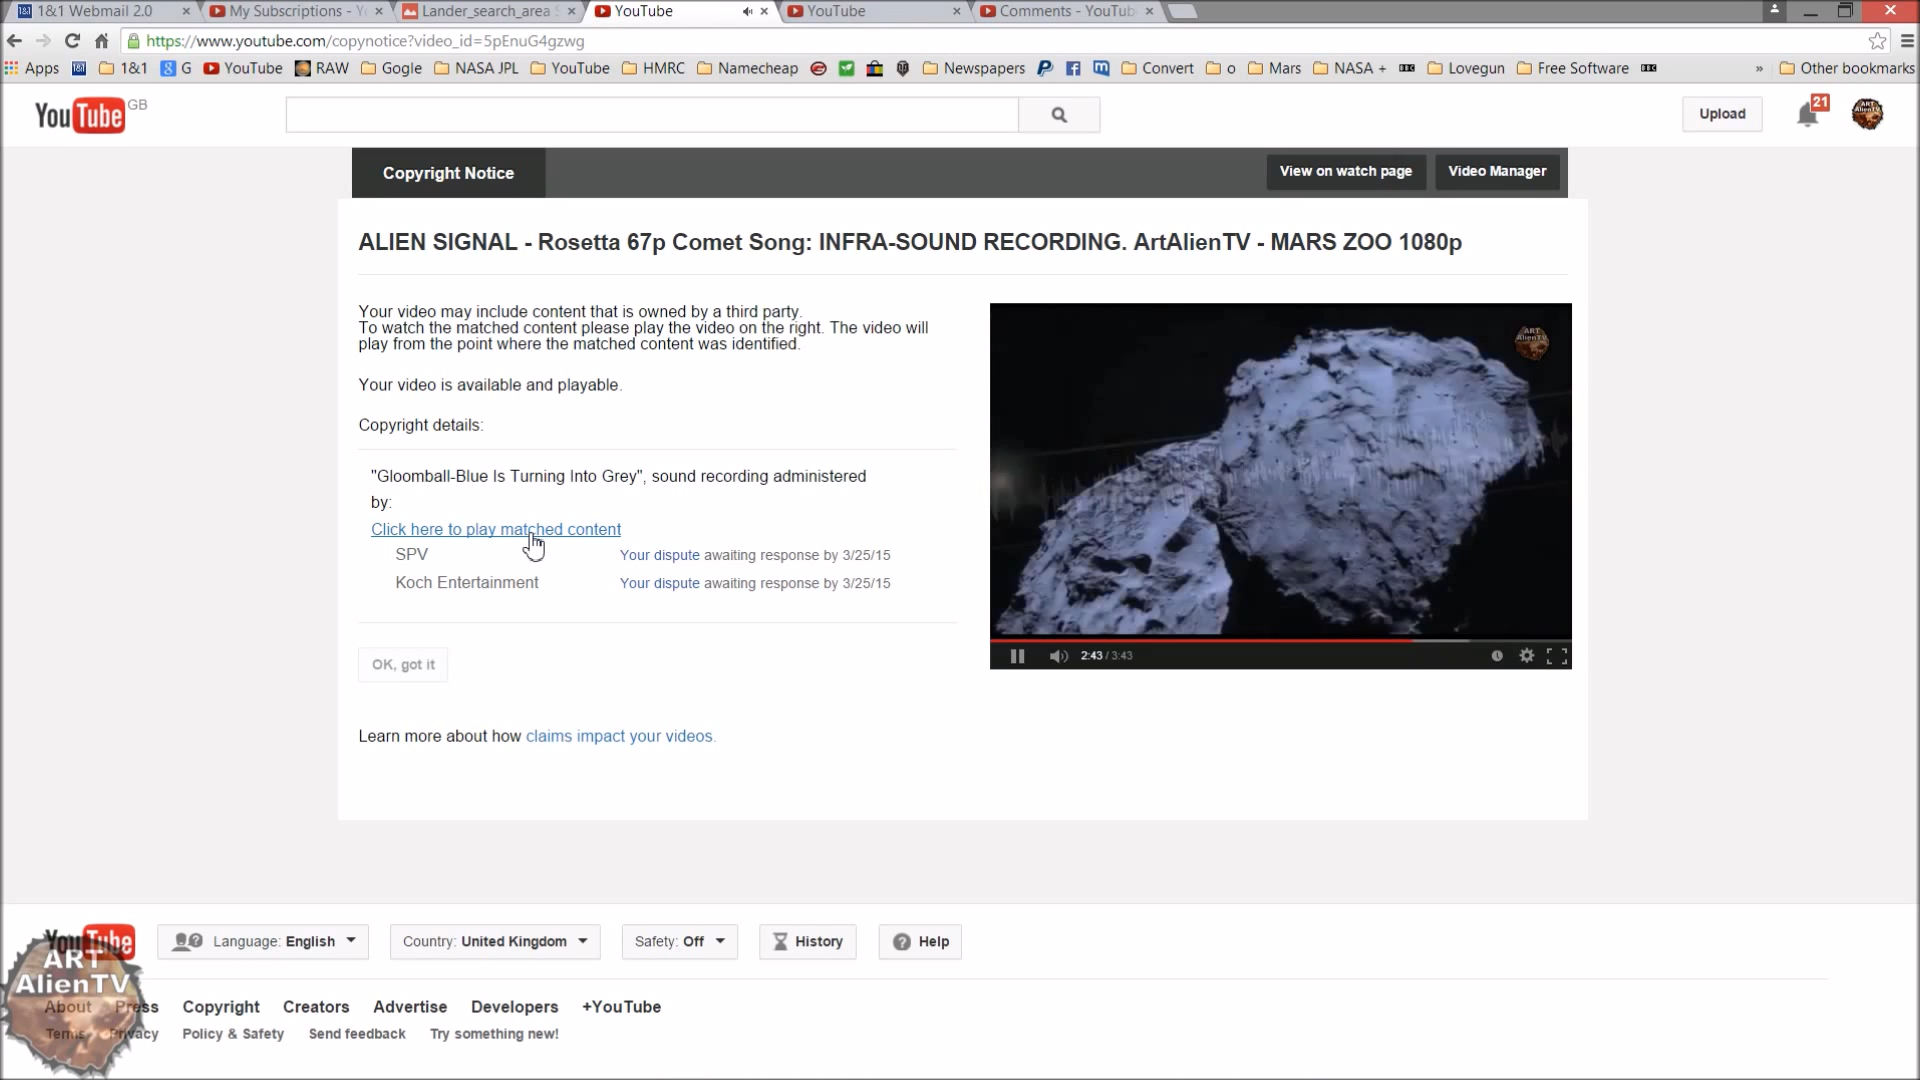 1&1 Webmail 2.0
My Subscriptions - Y
Lander_search_area
YouTube
YouTube
Comments - YouTub
https://www.youtube.com/copynotice?video_id=5pEnuG4gzwg
Apps
1&1
1&1
G
YouTube
RAW
Gogle
NASA JPL
YouTube
HMRC
Namecheap
Newspapers
Convert
o
Mars
NASA +
Lovegun
Free Software
»
Other bookmarks
YouTube GB
Upload
21
ART AlienTV
Copyright Notice
View on watch page
Video Manager
ALIEN SIGNAL - Rosetta 67p Comet Song: INFRA-SOUND RECORDING. ArtAlienTV - MARS ZOO 1080p
Your video may include content that is owned by a third party.
To watch the matched content please play the video on the right. The video will
play from the point where the matched content was identified.
Your video is available and playable.
Copyright details:
"Gloomball-Blue Is Turning Into Grey", sound recording administered
by:
Click here to play matched content
SPV
Your dispute awaiting response by 3/25/15
Koch Entertainment
Your dispute awaiting response by 3/25/15
OK, got it
ART
AlienTV
2:43 / 3:43
Learn more about how claims impact your videos.
YouTube
Language: English
Country: United Kingdom
Safety: Off
History
Help
ART
AlienTV
About
Press
Copyright
Creators
Advertise
Developers
+YouTube
Terms
Privacy
Policy & Safety
Send feedback
Try something new!